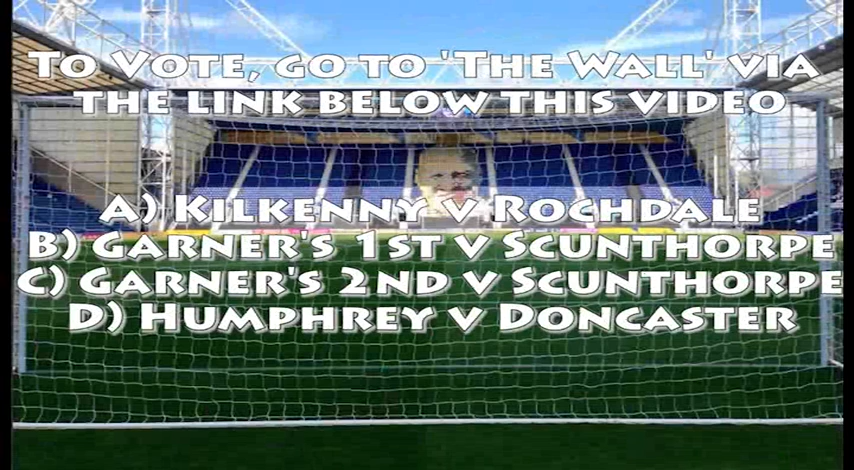 To Vote, go to 'The Wall' via
the link below this video
A) Kilkenny v Rochdale
B) Garner's 1st v Scunthorpe
C) Garner's 2nd v Scunthorpe
D) Humphrey v Doncaster